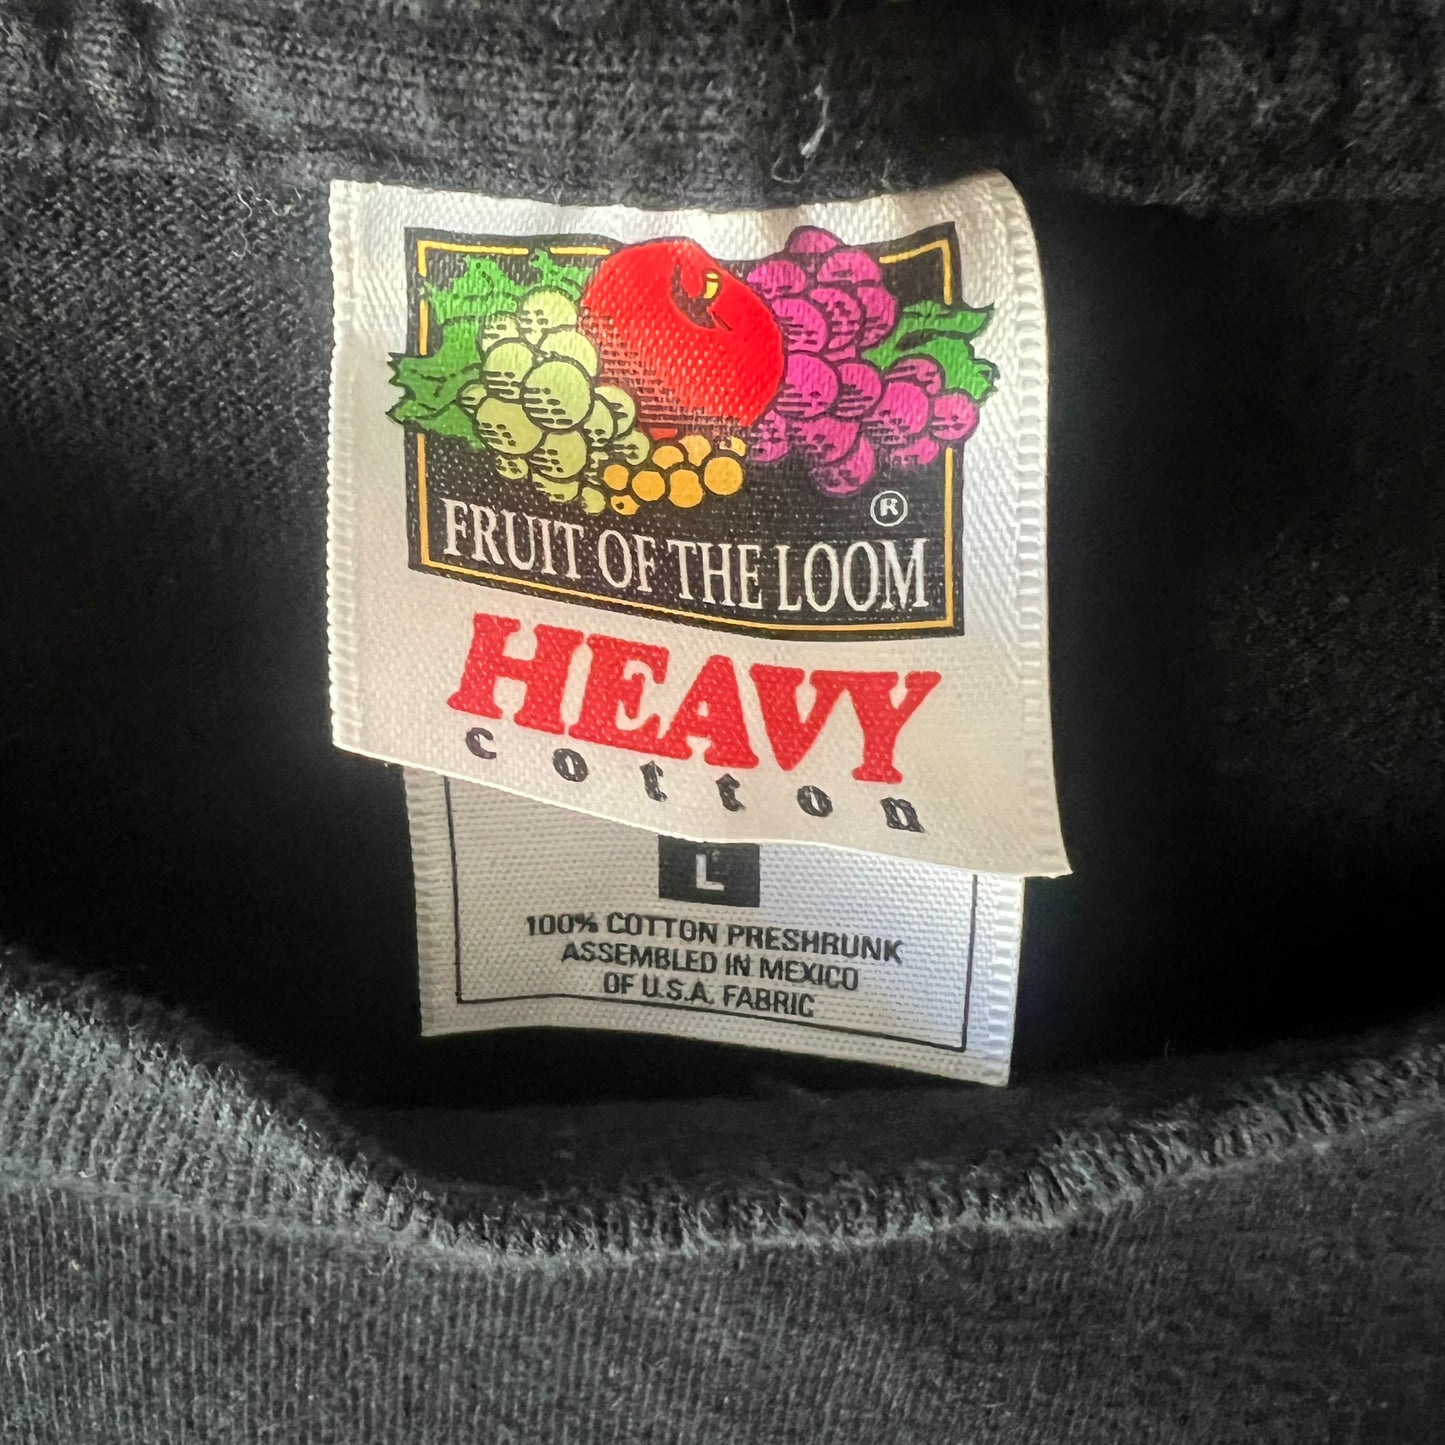 ®
FRUIT OF THE LOOM
HEAVY
cotton
L
100% COTTON PRESHRUNK
ASSEMBLED IN MEXICO
OF U.S.A. FABRIC